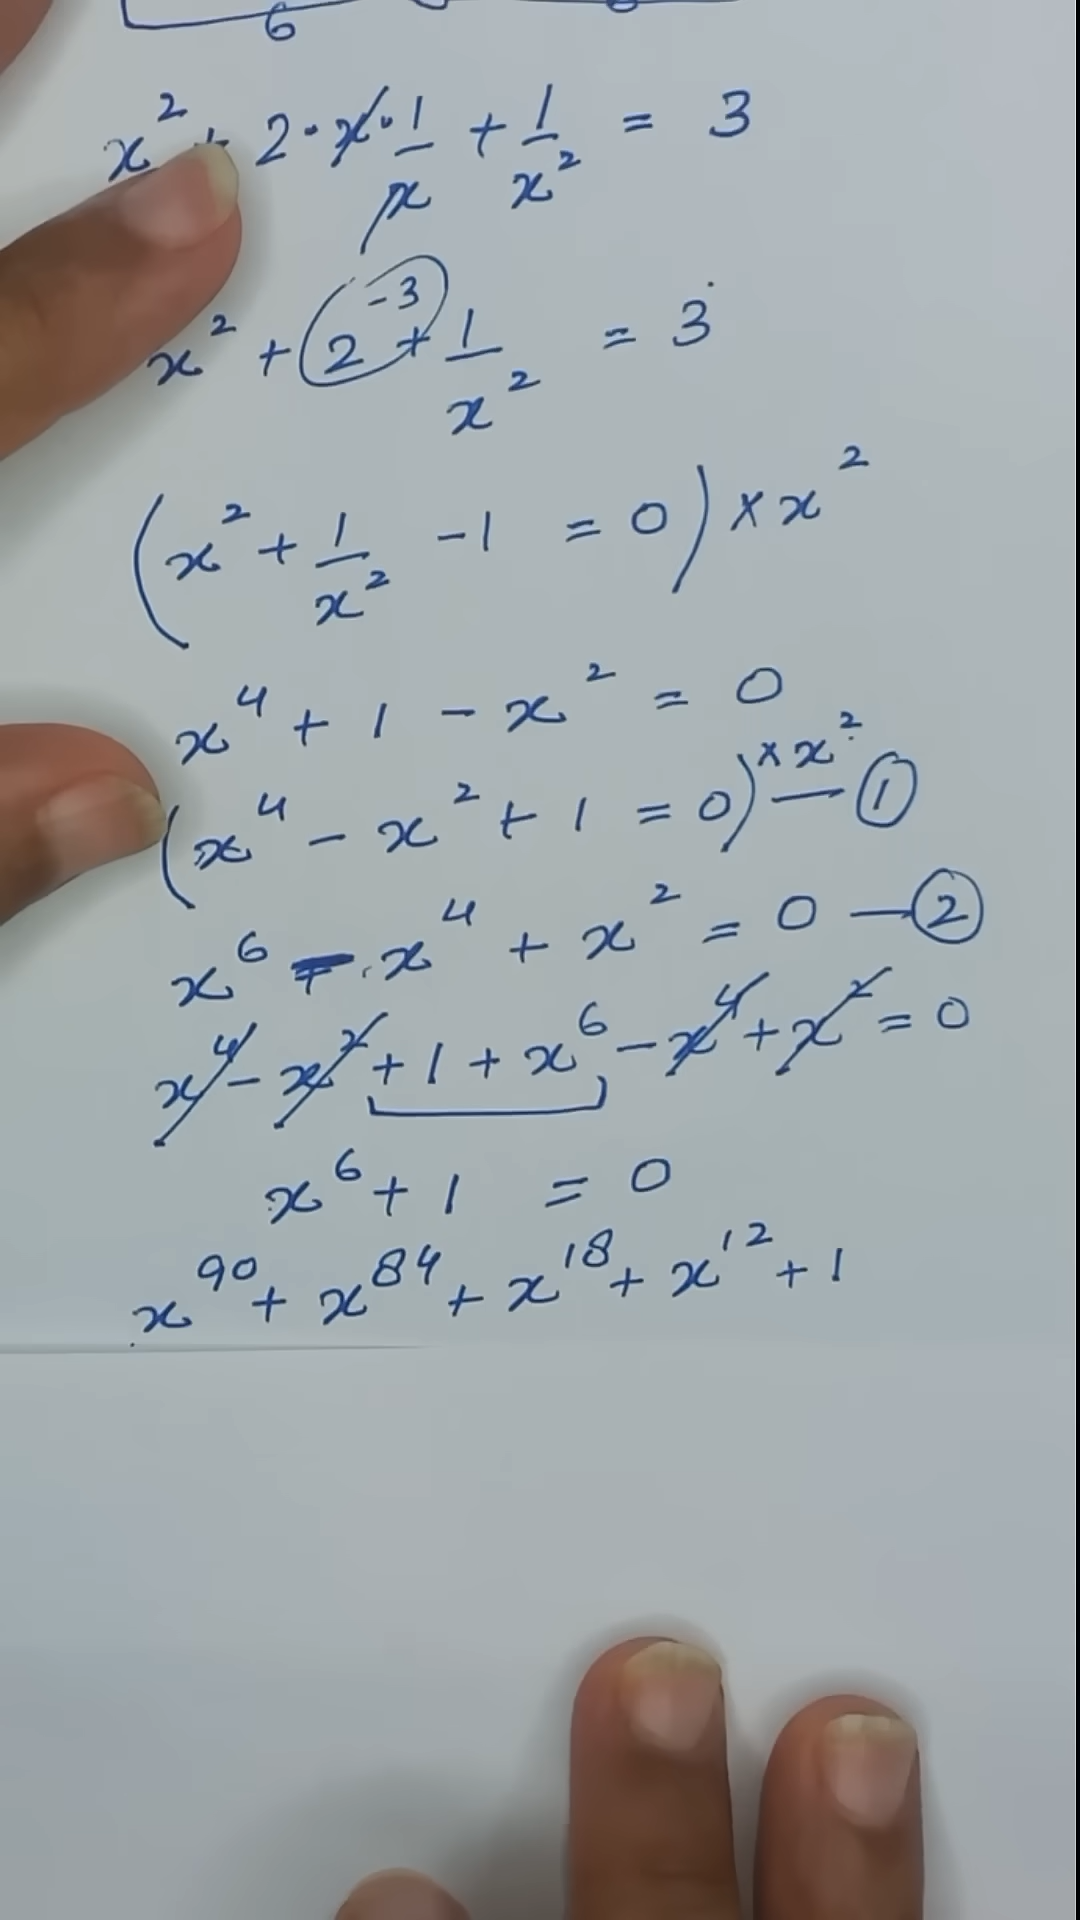 6
x² + 2·x·1/x + 1/x² = 3
x² + 2 -3 + 1/x² = 3
(x² + 1/x² - 1 = 0) × x²
x⁴ + 1 - x² = 0
(x⁴ - x² + 1 = 0) × x² — ①
x⁶ - x⁴ + x² = 0 — ②
x⁴ - x² + 1 + x⁶ - x⁴ + x² = 0
x⁶ + 1 = 0
x⁹⁰ + x⁸⁴ + x¹⁸ + x¹² + 1